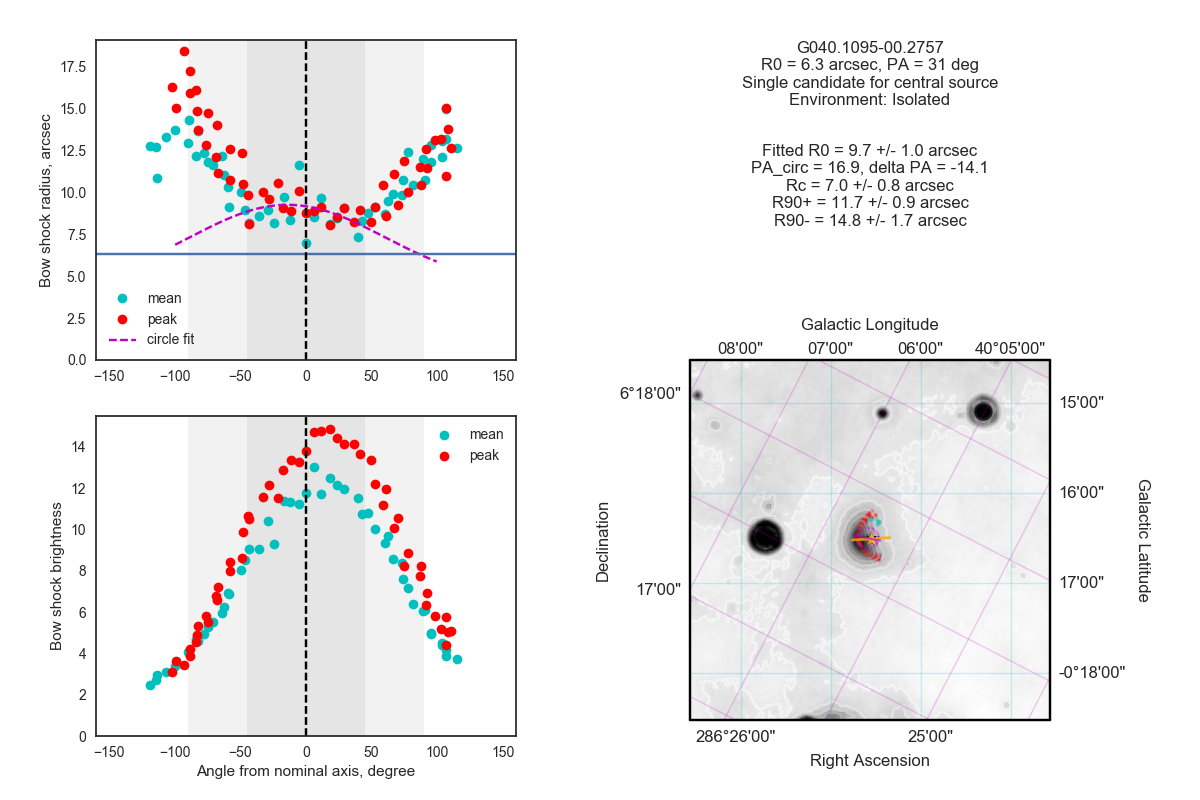 17.5
15.0
12.5
10.0
7.5
5.0
2.5
0.0
Bow shock radius, arcsec
mean
peak
circle fit
−150
−100
−50
0
50
100
150
14
12
10
8
6
4
2
0
Bow shock brightness
mean
peak
−150
−100
−50
0
50
100
150
Angle from nominal axis, degree
G040.1095-00.2757
R0 = 6.3 arcsec, PA = 31 deg
Single candidate for central source
Environment: Isolated
Fitted R0 = 9.7 +/- 1.0 arcsec
PA_circ = 16.9, delta PA = -14.1
Rc = 7.0 +/- 0.8 arcsec
R90+ = 11.7 +/- 0.9 arcsec
R90- = 14.8 +/- 1.7 arcsec
Galactic Longitude
08'00"
07'00"
06'00"
40°05'00"
6°18'00"
17'00"
Declination
15'00"
16'00"
17'00"
-0°18'00"
Galactic Latitude
286°26'00"
25'00"
Right Ascension